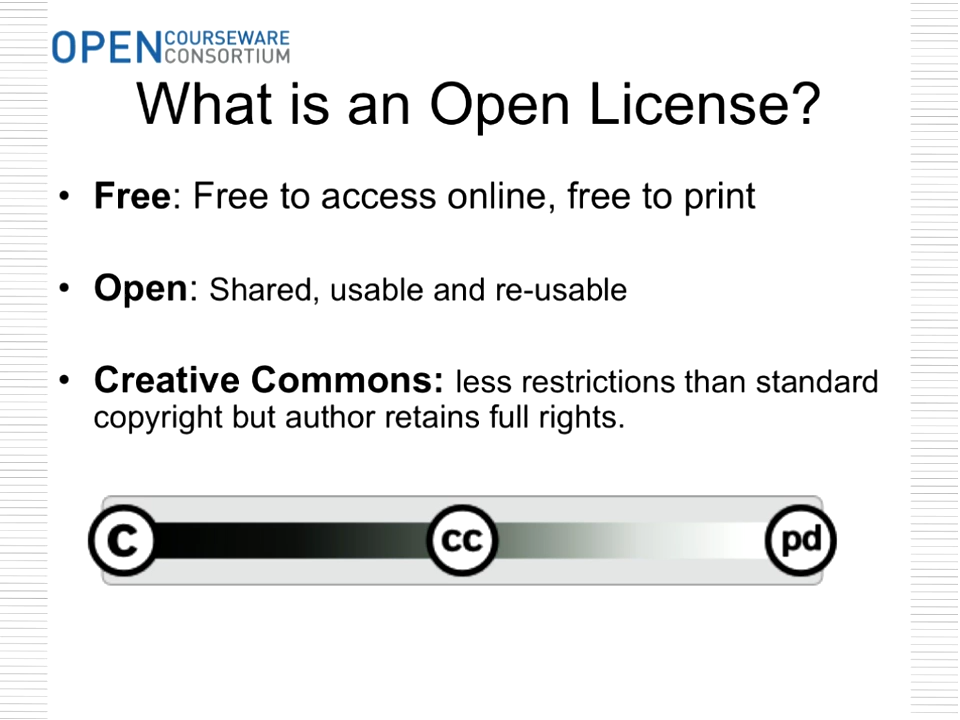 OPEN COURSEWARE
CONSORTIUM
What is an Open License?
• Free: Free to access online, free to print
• Open: Shared, usable and re-usable
• Creative Commons: less restrictions than standard
copyright but author retains full rights.
C cc pd